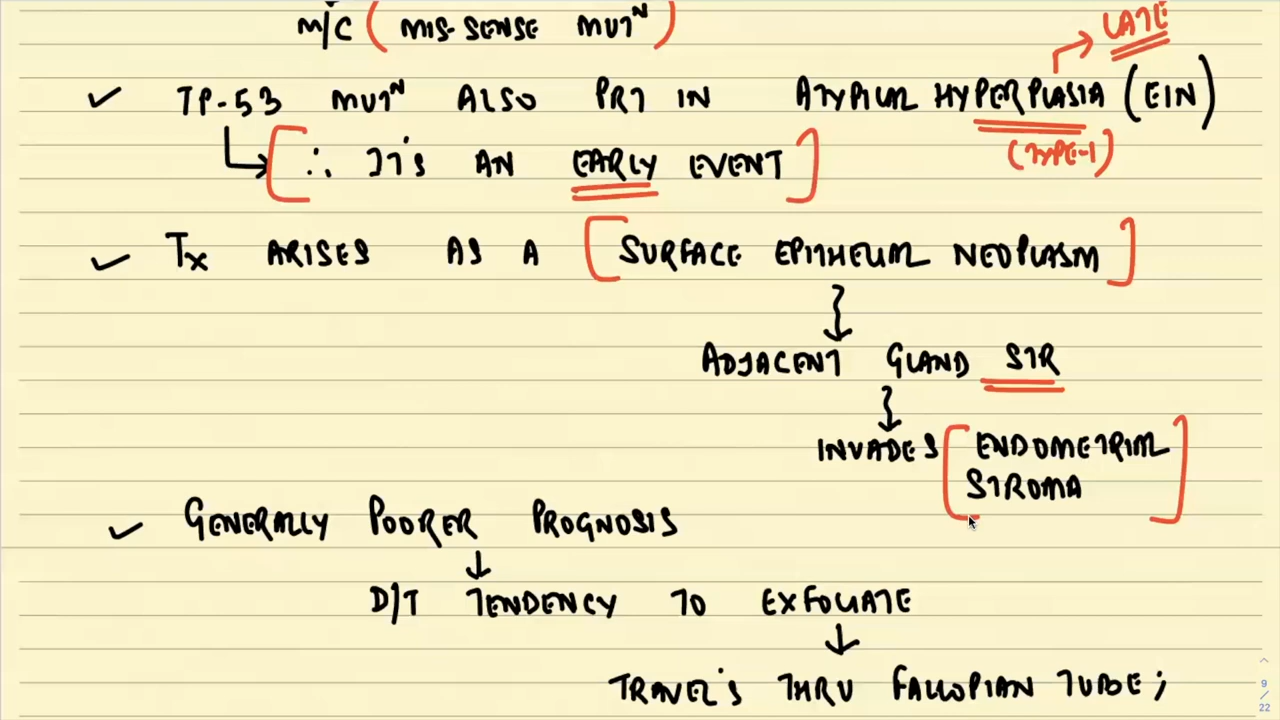 M/C (MIS-SENSE MUTᴺ)
LATE
✓ TP-53 MUTᴺ ALSO PRT IN ATYPICAL HYPERPLASIA (EIN)
(TYPE-1)
[∴ IT'S AN EARLY EVENT]
✓ Tx ARISES AS A [SURFACE EPITHELIAL NEOPLASM]
ADJACENT GLAND STR
INVADES [ENDOMETRIAL
STROMA]
✓ GENERALLY POORER PROGNOSIS
D/T TENDENCY TO EXFOLIATE
TRAVEL'S THRU FALLOPIAN TUBE;
9
/
22